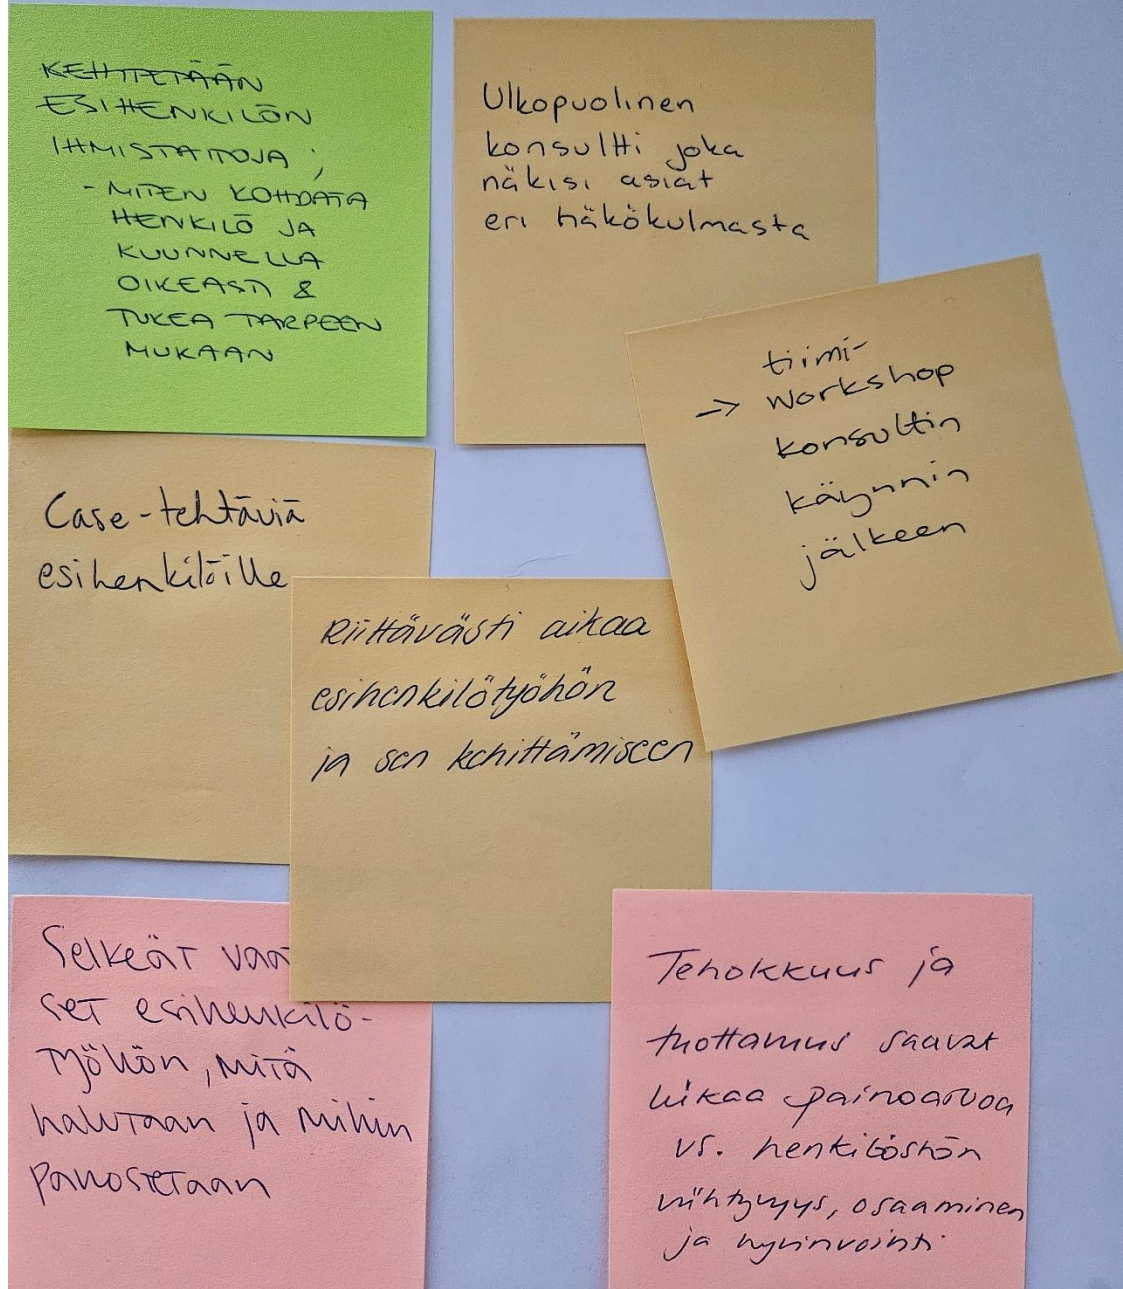 KEHITETÄÄN
ESIHENKILÖN
IHMISTAITOJA;
- MITEN KOHDATA
HENKILÖ JA
KUUNNELLA
OIKEASTI &
TUKEA TARPEEN
MUKAAN
Ulkopuolinen
konsultti joka
näkisi asiat
eri näkökulmasta
tiimi-
→ workshop
konsultin
käynnin
jälkeen
Case-tehtäviä
esihenkilöille
Riittävästi aikaa
esihenkilötyöhön
ja sen kehittämiseen
Selkeät
set esihenkilö-
työhön, mitä
halutaan ja mihin
panostetaan
Tehokkuus ja
tuottavuus saavat
liikaa painoarvoa
vs. henkilöstön
viihtyvyys, osaaminen
ja hyvinvointi